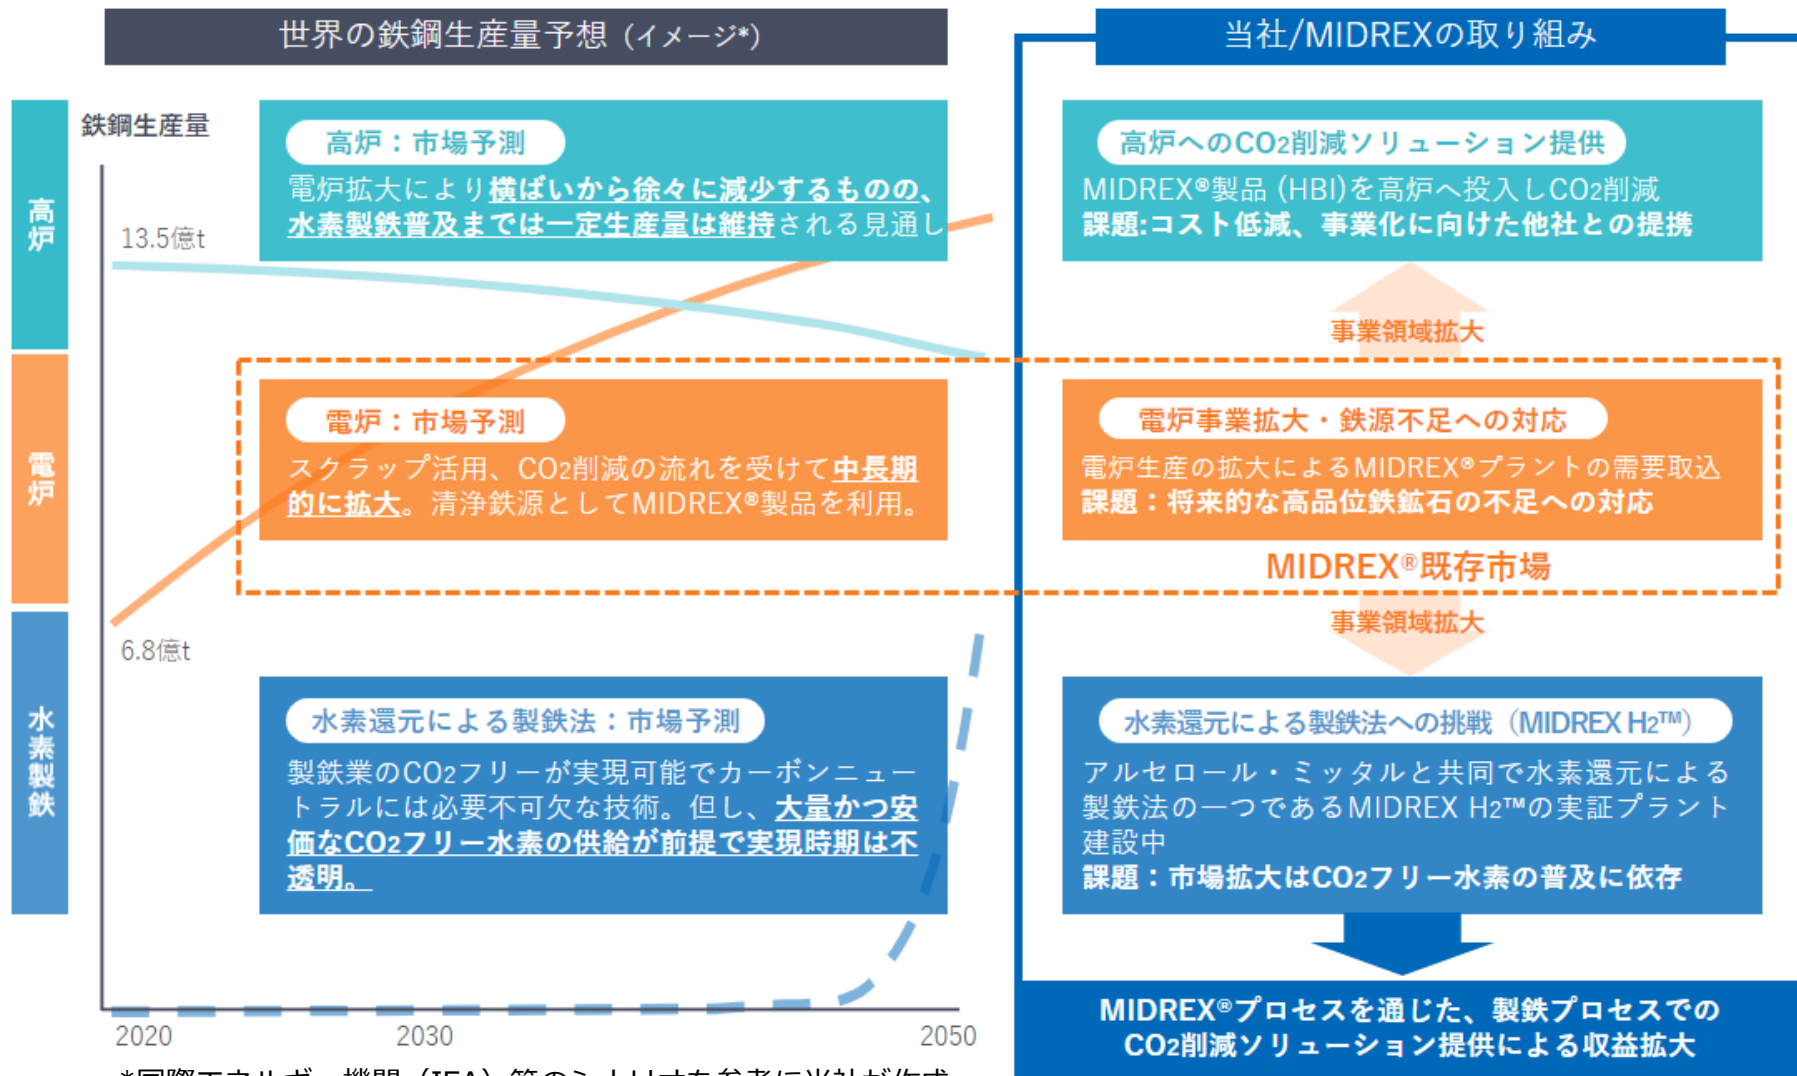 世界の鉄鋼生産量予想（イメージ*）
高炉
電炉
水素製鉄
鉄鋼生産量
13.5億t
6.8億t
高炉：市場予測
電炉拡大により横ばいから徐々に減少するものの、
水素製鉄普及までは一定生産量は維持される見通し
電炉：市場予測
スクラップ活用、CO2削減の流れを受けて中長期
的に拡大。清浄鉄源としてMIDREX®製品を利用。
水素還元による製鉄法：市場予測
製鉄業のCO2フリーが実現可能でカーボンニュー
トラルには必要不可欠な技術。但し、大量かつ安
価なCO2フリー水素の供給が前提で実現時期は不
透明。
2020
2030
2050
*国際エネルギー機関（IEA）等のシナリオを参考に当社が作成
当社/MIDREXの取り組み
高炉へのCO2削減ソリューション提供
MIDREX®製品 (HBI)を高炉へ投入しCO2削減
課題:コスト低減、事業化に向けた他社との提携
事業領域拡大
電炉事業拡大・鉄源不足への対応
電炉生産の拡大によるMIDREX®プラントの需要取込
課題：将来的な高品位鉄鉱石の不足への対応
MIDREX®既存市場
事業領域拡大
水素還元による製鉄法への挑戦（MIDREX H2™）
アルセロール・ミッタルと共同で水素還元による
製鉄法の一つであるMIDREX H2™の実証プラント
建設中
課題：市場拡大はCO2フリー水素の普及に依存
MIDREX®プロセスを通じた、製鉄プロセスでの
CO2削減ソリューション提供による収益拡大